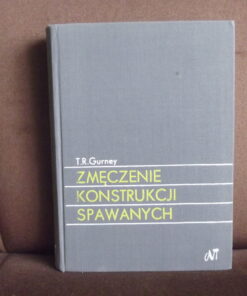 T.R.Gurney
ZMĘCZENIE
KONSTRUKCJI
SPAWANYCH